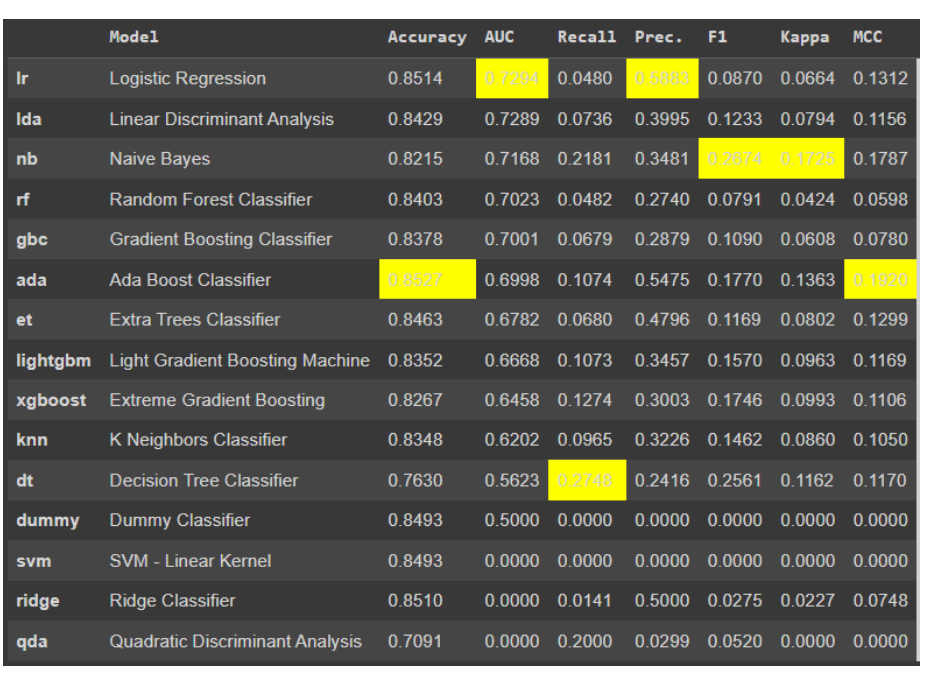 Model Accuracy AUC Recall Prec. F1 Kappa MCC
lr Logistic Regression 0.8514 0.7294 0.0480 0.5883 0.0870 0.0664 0.1312
lda Linear Discriminant Analysis 0.8429 0.7289 0.0736 0.3995 0.1233 0.0794 0.1156
nb Naive Bayes 0.8215 0.7168 0.2181 0.3481 0.2674 0.1725 0.1787
rf Random Forest Classifier 0.8403 0.7023 0.0482 0.2740 0.0791 0.0424 0.0598
gbc Gradient Boosting Classifier 0.8378 0.7001 0.0679 0.2879 0.1090 0.0608 0.0780
ada Ada Boost Classifier 0.8527 0.6998 0.1074 0.5475 0.1770 0.1363 0.1920
et Extra Trees Classifier 0.8463 0.6782 0.0680 0.4796 0.1169 0.0802 0.1299
lightgbm Light Gradient Boosting Machine 0.8352 0.6668 0.1073 0.3457 0.1570 0.0963 0.1169
xgboost Extreme Gradient Boosting 0.8267 0.6458 0.1274 0.3003 0.1746 0.0993 0.1106
knn K Neighbors Classifier 0.8348 0.6202 0.0965 0.3226 0.1462 0.0860 0.1050
dt Decision Tree Classifier 0.7630 0.5623 0.2748 0.2416 0.2561 0.1162 0.1170
dummy Dummy Classifier 0.8493 0.5000 0.0000 0.0000 0.0000 0.0000 0.0000
svm SVM - Linear Kernel 0.8493 0.0000 0.0000 0.0000 0.0000 0.0000 0.0000
ridge Ridge Classifier 0.8510 0.0000 0.0141 0.5000 0.0275 0.0227 0.0748
qda Quadratic Discriminant Analysis 0.7091 0.0000 0.2000 0.0299 0.0520 0.0000 0.0000